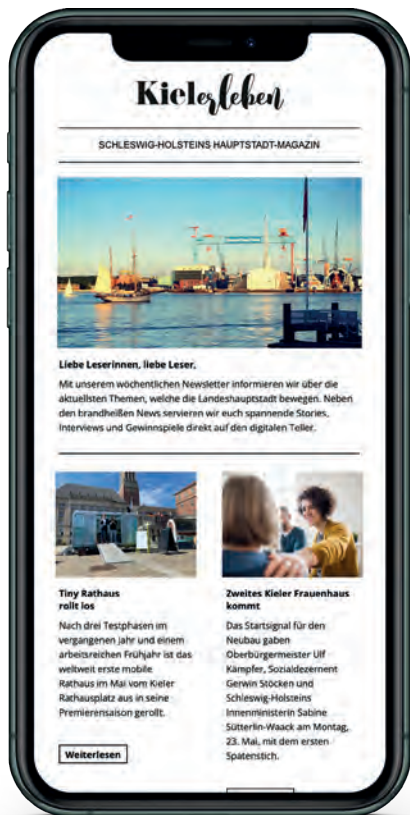 Kielerleben
SCHLESWIG-HOLSTEINS HAUPTSTADT-MAGAZIN
Liebe Leserinnen, liebe Leser,
Mit unserem wöchentlichen Newsletter informieren wir über die
aktuellsten Themen, welche die Landeshauptstadt bewegen. Neben
den brandheißen News servieren wir euch spannende Stories,
Interviews und Gewinnspiele direkt auf den digitalen Teller.
Tiny Rathaus
rollt los
Nach drei Testphasen im
vergangenen Jahr und einem
arbeitsreichen Frühjahr ist das
weltweit erste mobile
Rathaus im Mai vom Kieler
Rathausplatz aus in seine
Premierensaison gerollt.
Weiterlesen
Zweites Kieler Frauenhaus
kommt
Das Startsignal für den
Neubau gaben
Oberbürgermeister Ulf
Kämpfer, Sozialdezernent
Gerwin Stöcken und
Schleswig-Holsteins
Innenministerin Sabine
Sütterlin-Waack am Montag,
23. Mai, mit dem ersten
Spatenstich.